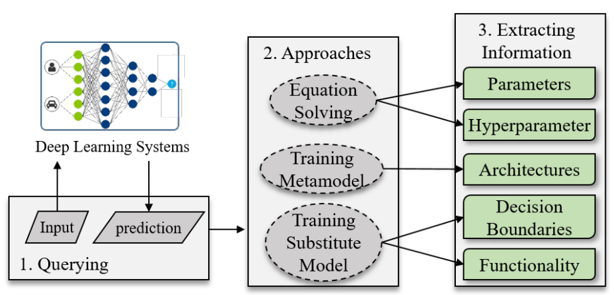 Deep Learning Systems
Input
prediction
1. Querying
2. Approaches
Equation
Solving
Training
Metamodel
Training
Substitute
Model
3. Extracting
Information
Parameters
Hyperparameter
Architectures
Decision
Boundaries
Functionality